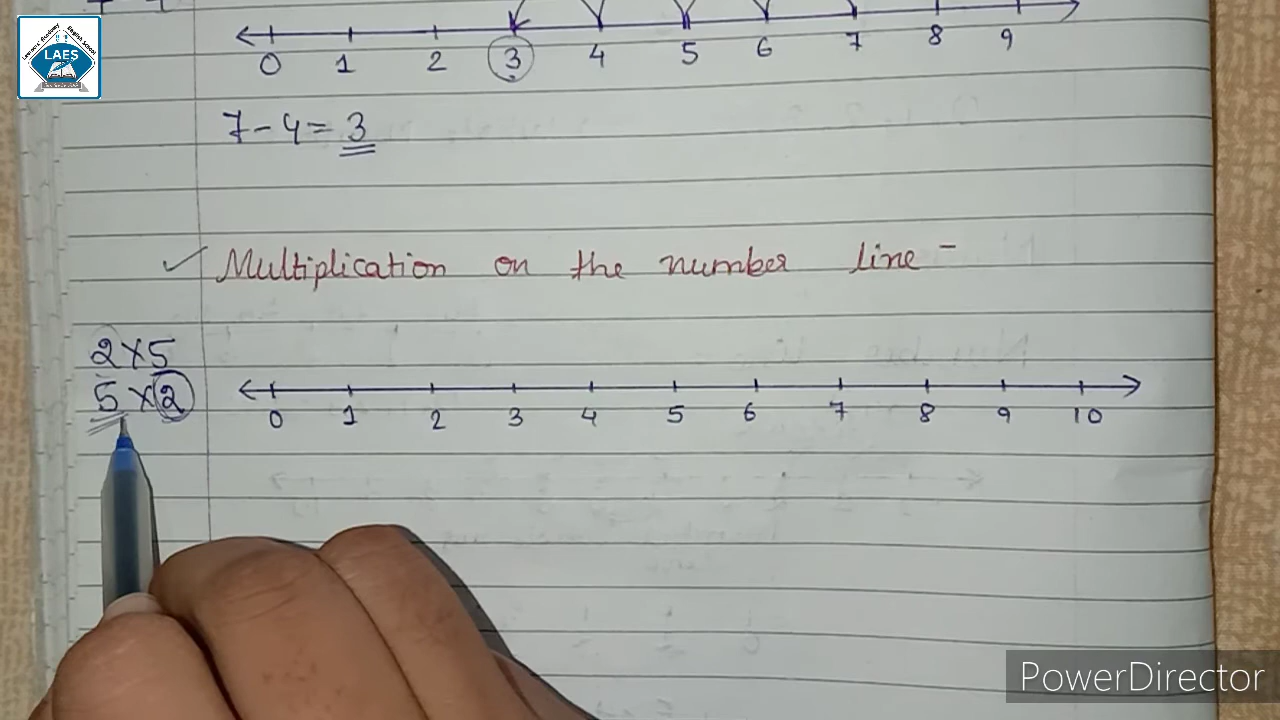 LAES
0 1 2 3 4 5 6 7 8 9
7 - 4 = 3
Multiplication on the number line -
2 x 5
5 x 2
0 1 2 3 4 5 6 7 8 9 10
PowerDirector